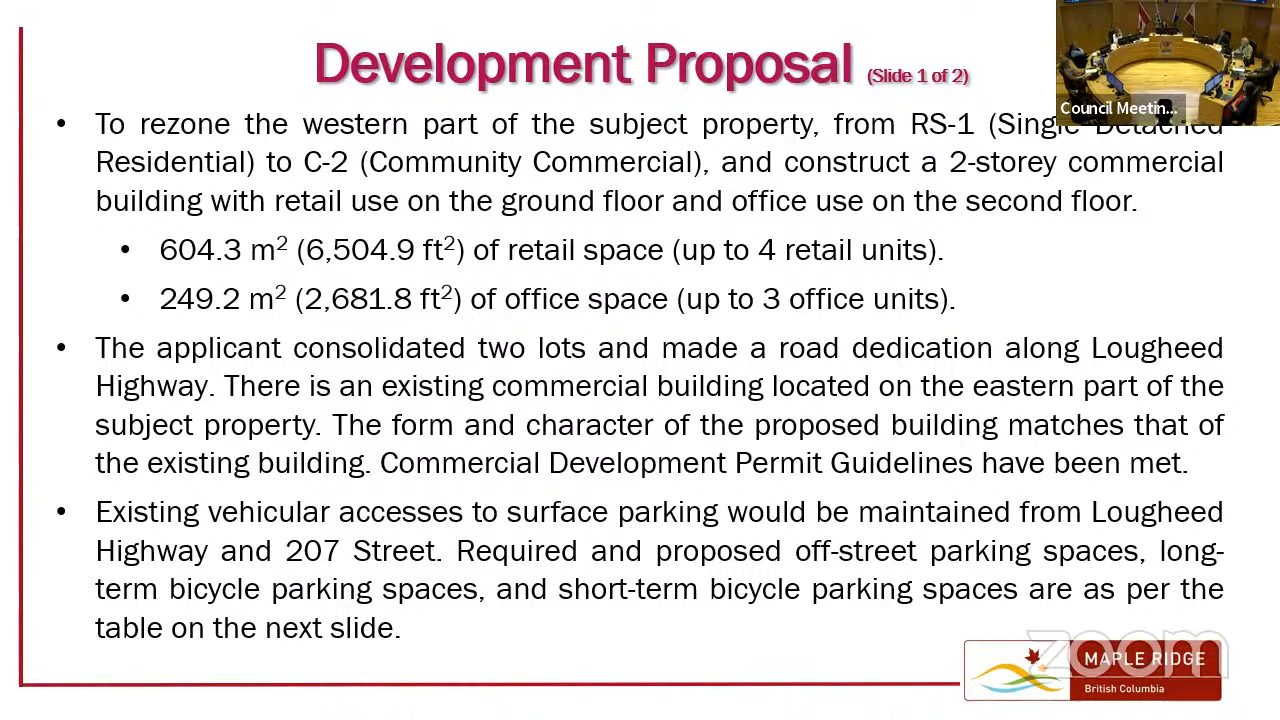 Development Proposal (Slide 1 of 2)
Council Meetin...
• To rezone the western part of the subject property, from RS-1 (Single Detached
Residential) to C-2 (Community Commercial), and construct a 2-storey commercial
building with retail use on the ground floor and office use on the second floor.
• 604.3 m² (6,504.9 ft²) of retail space (up to 4 retail units).
• 249.2 m² (2,681.8 ft²) of office space (up to 3 office units).
• The applicant consolidated two lots and made a road dedication along Lougheed
Highway. There is an existing commercial building located on the eastern part of the
subject property. The form and character of the proposed building matches that of
the existing building. Commercial Development Permit Guidelines have been met.
• Existing vehicular accesses to surface parking would be maintained from Lougheed
Highway and 207 Street. Required and proposed off-street parking spaces, long-
term bicycle parking spaces, and short-term bicycle parking spaces are as per the
table on the next slide.
zoom
MAPLE RIDGE
British Columbia